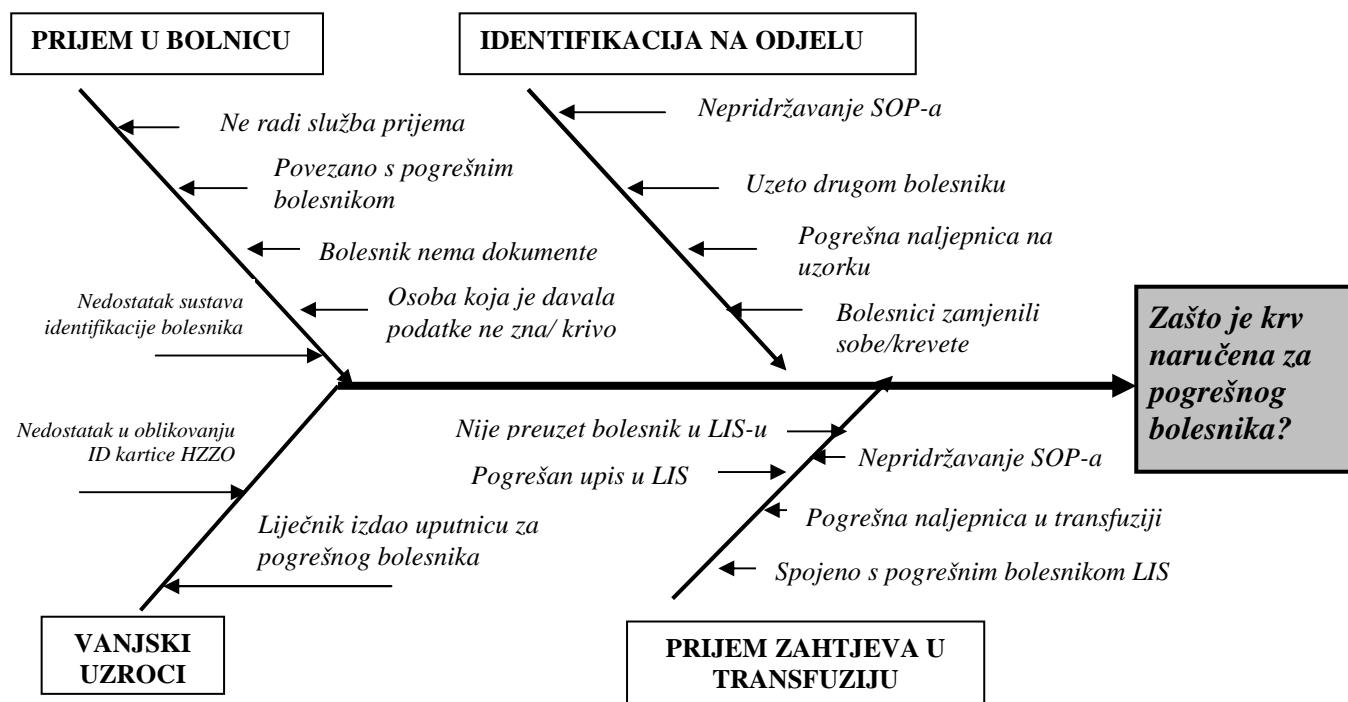 PRIJEM U BOLNICU
Ne radi služba prijema
Povezano s pogrešnim
bolesnikom
Bolesnik nema dokumente
Osoba koja je davala
podatke ne zna/ krivo
Nedostatak sustava
identifikacije bolesnika
IDENTIFIKACIJA NA ODJELU
Nepridržavanje SOP-a
Uzeto drugom bolesniku
Pogrešna naljepnica na
uzorku
Bolesnici zamjenili
sobe/krevete
Zašto je krv
naručena za
pogrešnog
bolesnika?
Nedostatak u oblikovanju
ID kartice HZZO
Liječnik izdao uputnicu za
pogrešnog bolesnika
VANJSKI
UZROCI
Nije preuzet bolesnik u LIS-u
Nepridržavanje SOP-a
Pogrešan upis u LIS
Pogrešna naljepnica u transfuziji
Spojeno s pogrešnim bolesnikom LIS
PRIJEM ZAHTJEVA U
TRANSFUZIJU